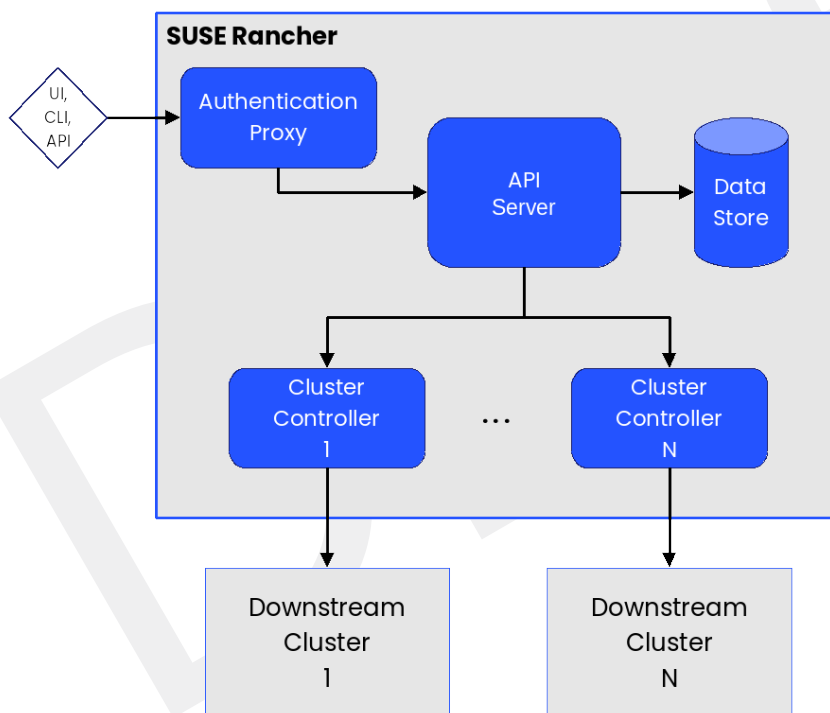 SUSE Rancher
UI,
CLI,
API
Authentication
Proxy
API
Server
Data
Store
Cluster
Controller
1
...
Cluster
Controller
N
Downstream
Cluster
1
Downstream
Cluster
N